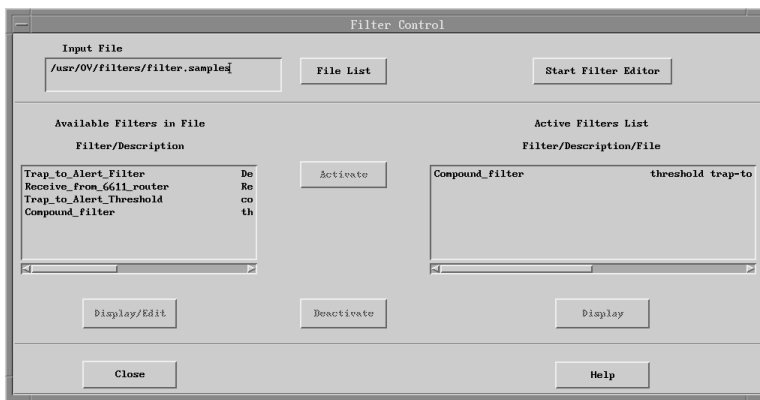 Filter Control
Input File
/usr/OV/filters/filter.samples
File List
Start Filter Editor
Available Filters in File
Filter/Description
Trap_to_Alert_Filter De
Receive_from_6611_router Re
Trap_to_Alert_Threshold co
Compound_filter th
Activate
Active Filters List
Filter/Description/File
Compound_filter threshold trap-to
Display/Edit
Deactivate
Display
Close
Help